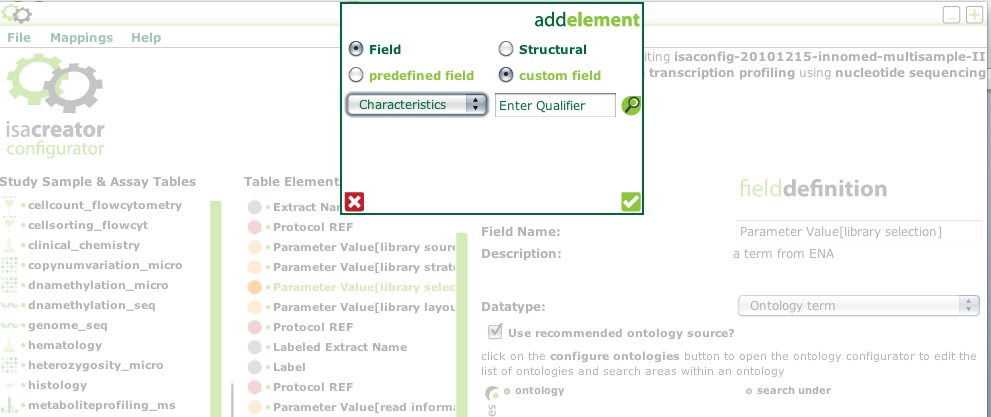 addelement
Field
Structural
predefined field
custom field
Characteristics
Enter Qualifier
File Mappings Help
iting isaconfig-20101215-innomed-multisample-II
transcription profiling using nucleotide sequencing
isacreator
configurator
Study Sample & Assay Tables
cellcount_flowcytometry
cellsorting_flowcyt
clinical_chemistry
copynumvariation_micro
dnamethylation_micro
dnamethylation_seq
genome_seq
hematology
heterozygosity_micro
histology
metaboliteprofiling_ms
Table Element
Extract Nam
Protocol REF
Parameter Value[library sour
Parameter Value[library strat
Parameter Value[library selec
Parameter Value[library layou
Protocol REF
Labeled Extract Name
Label
Protocol REF
Parameter Value[read informa
fielddefinition
Field Name: Parameter Value[library selection]
Description: a term from ENA
Datatype: Ontology term
Use recommended ontology source?
click on the configure ontologies button to open the ontology configurator to edit the
list of ontologies and search areas within an ontology
ontology search under